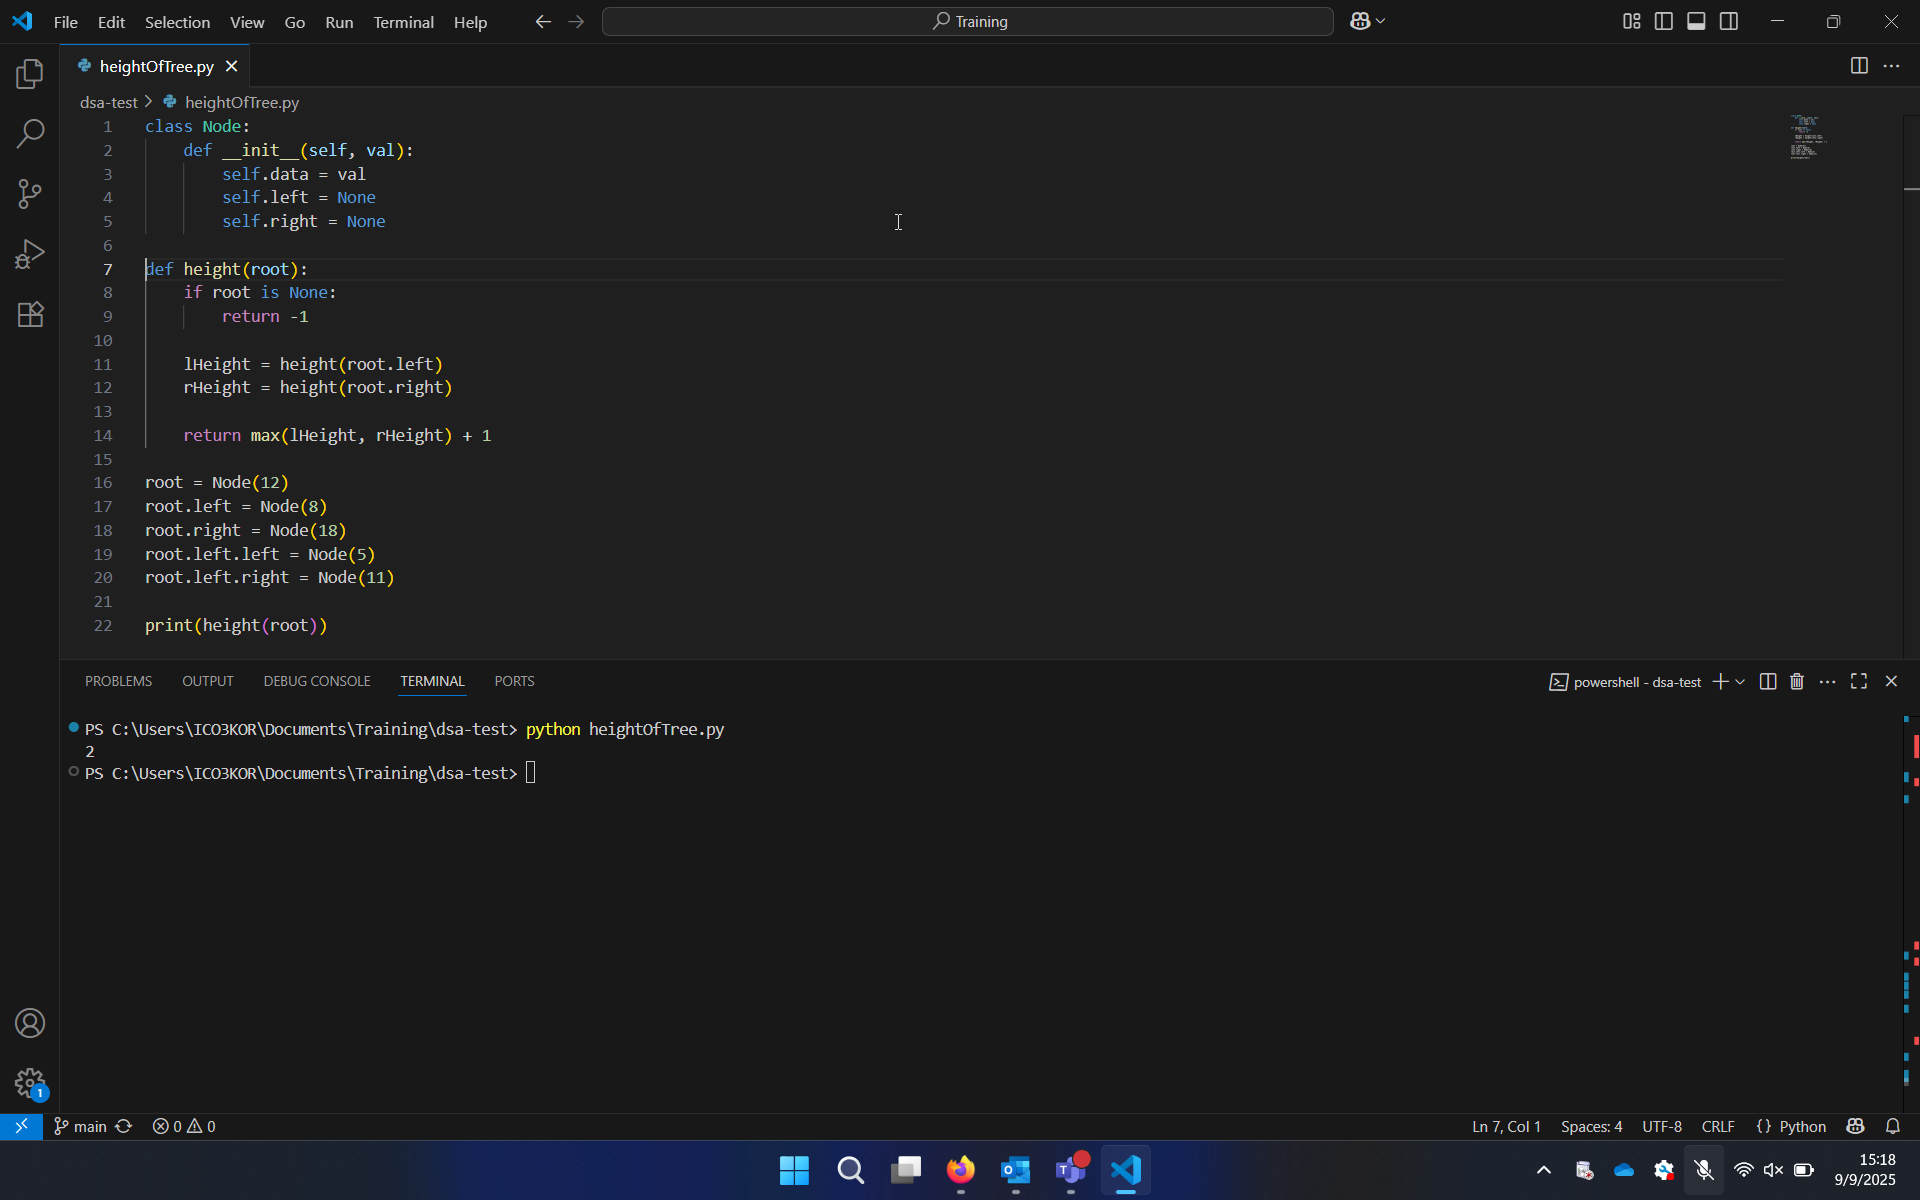 File Edit Selection View Go Run Terminal Help
Training
heightOfTree.py
dsa-test > heightOfTree.py
1 class Node:
2     def __init__(self, val):
3         self.data = val
4         self.left = None
5         self.right = None
6
7 def height(root):
8     if root is None:
9         return -1
10
11     lHeight = height(root.left)
12     rHeight = height(root.right)
13
14     return max(lHeight, rHeight) + 1
15
16 root = Node(12)
17 root.left = Node(8)
18 root.right = Node(18)
19 root.left.left = Node(5)
20 root.left.right = Node(11)
21
22 print(height(root))
PROBLEMS OUTPUT DEBUG CONSOLE TERMINAL PORTS
powershell - dsa-test
PS C:\Users\ICO3KOR\Documents\Training\dsa-test> python heightOfTree.py
2
PS C:\Users\ICO3KOR\Documents\Training\dsa-test>
1
main 0 0 Ln 7, Col 1 Spaces: 4 UTF-8 CRLF {} Python
15:18
9/9/2025